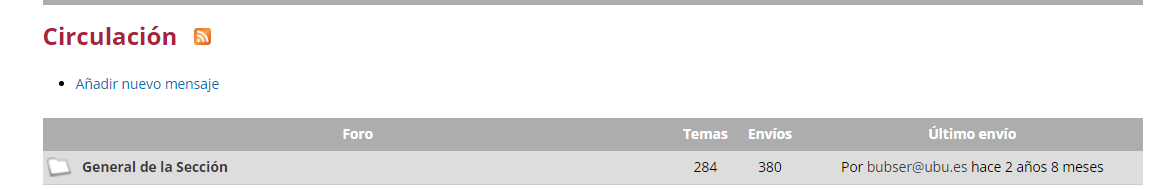 Circulación
Añadir nuevo mensaje
Foro Temas Envíos Último envío
General de la Sección 284 380 Por bubser@ubu.es hace 2 años 8 meses